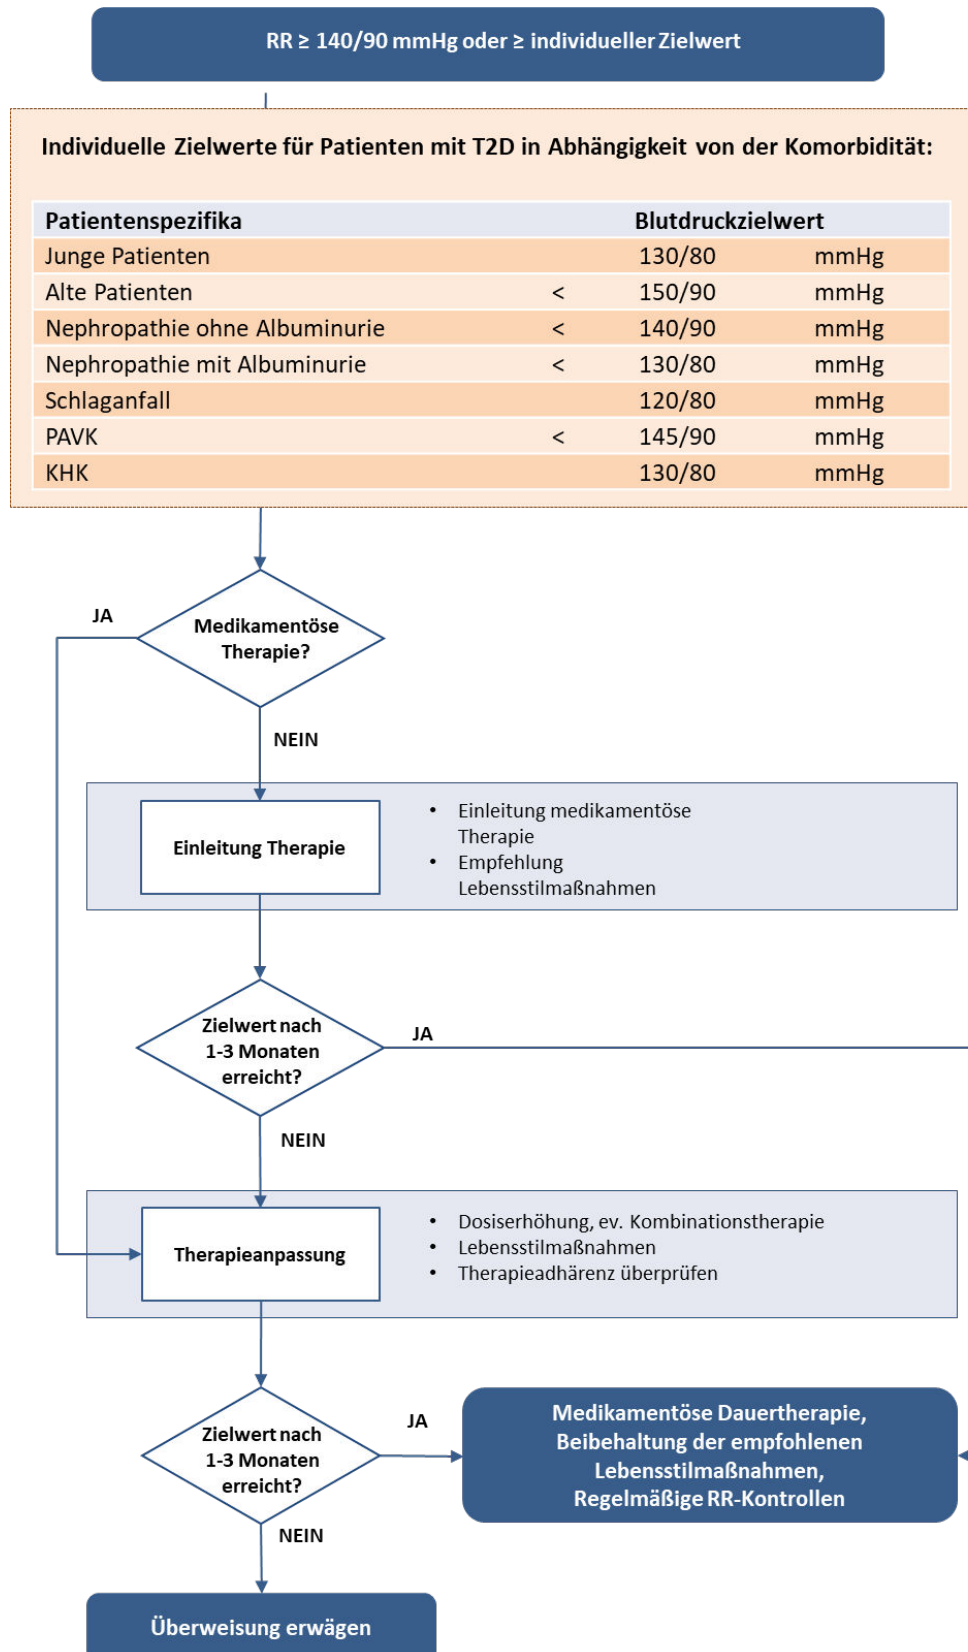 RR ≥ 140/90 mmHg oder ≥ individueller Zielwert
Individuelle Zielwerte für Patienten mit T2D in Abhängigkeit von der Komorbidität:
Patientenspezifika Blutdruckzielwert
Junge Patienten 130/80 mmHg
Alte Patienten < 150/90 mmHg
Nephropathie ohne Albuminurie < 140/90 mmHg
Nephropathie mit Albuminurie < 130/80 mmHg
Schlaganfall 120/80 mmHg
PAVK < 145/90 mmHg
KHK 130/80 mmHg
JA
Medikamentöse
Therapie?
NEIN
Einleitung Therapie
• Einleitung medikamentöse
Therapie
• Empfehlung
Lebensstilmaßnahmen
Zielwert nach
1-3 Monaten
erreicht?
JA
NEIN
Therapieanpassung
• Dosiserhöhung, ev. Kombinationstherapie
• Lebensstilmaßnahmen
• Therapieadhärenz überprüfen
Zielwert nach
1-3 Monaten
erreicht?
JA
Medikamentöse Dauertherapie,
Beibehaltung der empfohlenen
Lebensstilmaßnahmen,
Regelmäßige RR-Kontrollen
NEIN
Überweisung erwägen